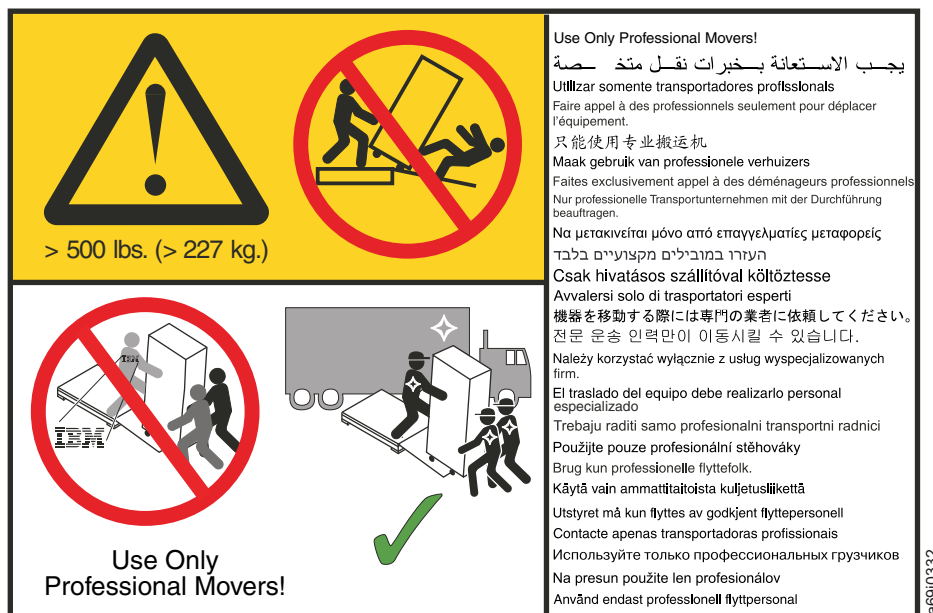 > 500 lbs. (> 227 kg.)
IBM
IBM
Use Only
Professional Movers!
Use Only Professional Movers!
يجــب الاســتعانة بــخبرات نقــل متخ ــصة
Utilizar somente transportadores profissionals
Faire appel à des professionnels seulement pour déplacer
l'équipement.
只能使用专业搬运机
Maak gebruik van professionele verhuizers
Faites exclusivement appel à des déménageurs professionnels
Nur professionelle Transportunternehmen mit der Durchführung
beauftragen.
Να μετακινείται μόνο από επαγγελματίες μεταφορείς
העזרו במובילים מקצועיים בלבד
Csak hivatásos szállítóval költöztesse
Avvalersi solo di trasportatori esperti
機器を移動する際には専門の業者に依頼してください。
전문 운송 인력만이 이동시킬 수 있습니다.
Należy korzystać wyłącznie z usług wyspecjalizowanych
firm.
El traslado del equipo debe realizarlo personal
especializado
Trebaju raditi samo profesionalni transportni radnici
Použijte pouze profesionální stěhováky
Brug kun professionelle flyttefolk.
Käytä vain ammattitaitoista kuljetusliikettä
Utstyret må kun flyttes av godkjent flyttepersonell
Contacte apenas transportadoras profissionais
Используйте только профессиональных грузчиков
Na presun použite len profesionálov
Använd endast professionell flyttpersonal